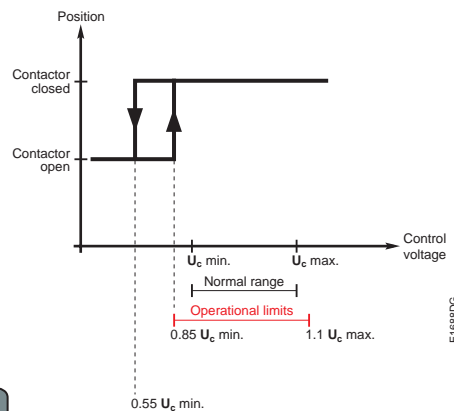 Position
Contactor
closed
Contactor
open
Control
voltage
Uc min.
Uc max.
Normal range
Operational limits
0.85 Uc min.
1.1 Uc max.
0.55 Uc min.
E1688DG